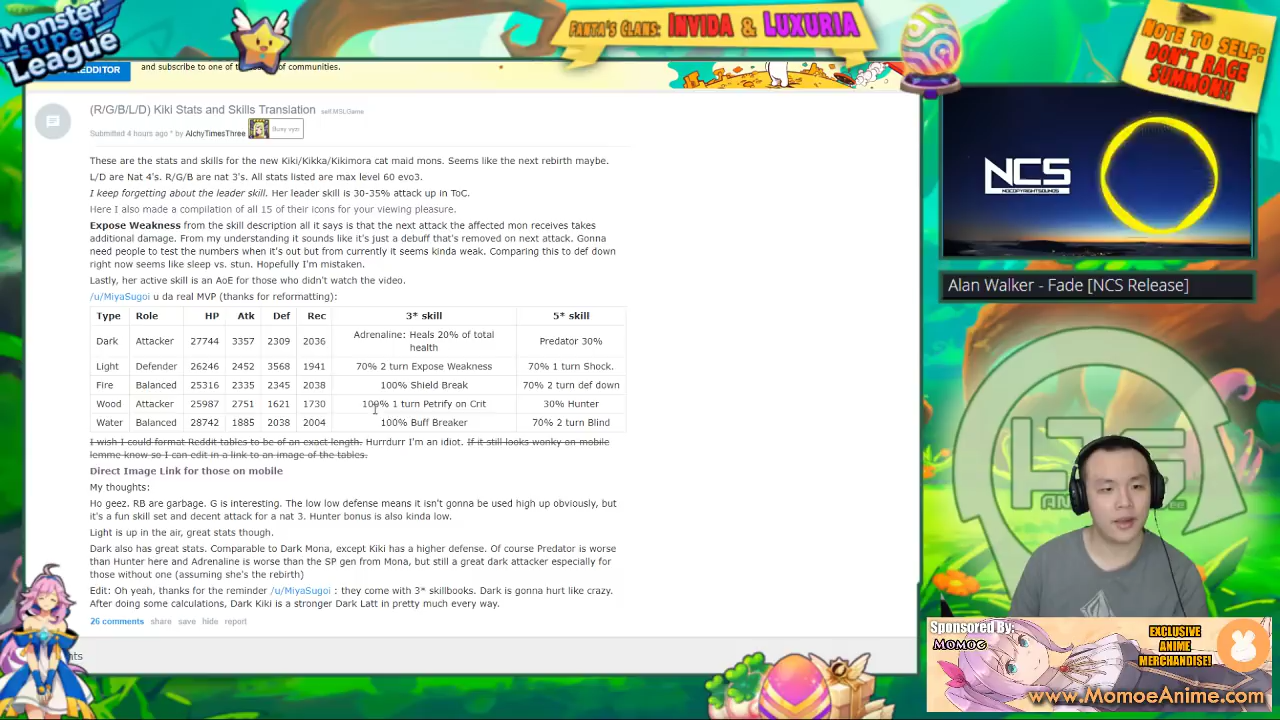 Monster
Super
League
FANTA'S CLANS: INVIDA & LUXURIA
NOTE TO SELF:
DON'T RAGE
SUMMON!!
EDDITOR
and subscribe to one of communities.
(R/G/B/L/D) Kiki Stats and Skills Translation self.MSLGame
Submitted 4 hours ago * by AlchyTimesThree
These are the stats and skills for the new Kiki/Kikka/Kikimora cat maid mons. Seems like the next rebirth maybe.
L/D are Nat 4's. R/G/B are nat 3's. All stats listed are max level 60 evo3.
I keep forgetting about the leader skill. Her leader skill is 30-35% attack up in ToC.
Here I also made a compilation of all 15 of their icons for your viewing pleasure.
Expose Weakness from the skill description all it says is that the next attack the affected mon receives takes
additional damage. From my understanding it sounds like it's just a debuff that's removed on next attack. Gonna
need people to test the numbers when it's out but from currently it seems kinda weak. Comparing this to def down
right now seems like sleep vs. stun. Hopefully I'm mistaken.
Lastly, her active skill is an AoE for those who didn't watch the video.
/u/MiyaSugoi u da real MVP (thanks for reformatting):
Type Role HP Atk Def Rec 3* skill 5* skill
Dark Attacker 27744 3357 2309 2036 Adrenaline: Heals 20% of total health Predator 30%
Light Defender 26246 2452 3568 1941 70% 2 turn Expose Weakness 70% 1 turn Shock.
Fire Balanced 25316 2335 2345 2038 100% Shield Break 70% 2 turn def down
Wood Attacker 25987 2751 1621 1730 100% 1 turn Petrify on Crit 30% Hunter
Water Balanced 28742 1885 2038 2004 100% Buff Breaker 70% 2 turn Blind
I wish I could format Reddit tables to be of an exact length. Hurrdurr I'm an idiot. If it still looks wonky on mobile
lemme know so I can edit in a link to an image of the tables.
Direct Image Link for those on mobile
My thoughts:
Ho geez. RB are garbage. G is interesting. The low low defense means it isn't gonna be used high up obviously, but
it's a fun skill set and decent attack for a nat 3. Hunter bonus is also kinda low.
Light is up in the air, great stats though.
Dark also has great stats. Comparable to Dark Mona, except Kiki has a higher defense. Of course Predator is worse
than Hunter here and Adrenaline is worse than the SP gen from Mona, but still a great dark attacker especially for
those without one (assuming she's the rebirth)
Edit: Oh yeah, thanks for the reminder /u/MiyaSugoi : they come with 3* skillbooks. Dark is gonna hurt like crazy.
After doing some calculations, Dark Kiki is a stronger Dark Latt in pretty much every way.
26 comments share save hide report
nts
NCS
NOCOPYRIGHTSOUNDS
Alan Walker - Fade [NCS Release]
Sponsored By:
Momoe
EXCLUSIVE
ANIME
MERCHANDISE!
www.MomoeAnime.com